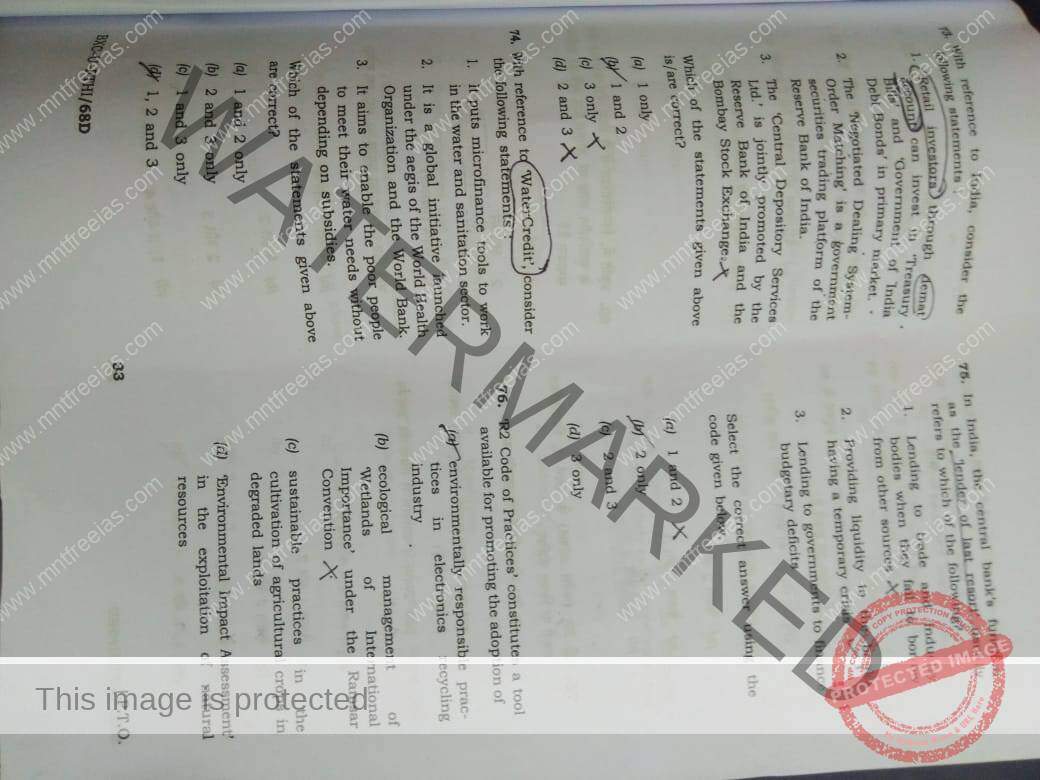 73. With reference to India, consider the
following statements :
1. Retail investors through demat
account can invest in 'Treasury
Bills' and 'Government of India
Debt Bonds' in primary market.
2. The 'Negotiated Dealing System-
Order Matching' is a government
securities trading platform of the
Reserve Bank of India.
3. The 'Central Depository Services
Ltd.' is jointly promoted by the
Reserve Bank of India and the
Bombay Stock Exchange.
Which of the statements given above
is/are correct?
(a) 1 only
(b) 1 and 2
(c) 3 only
(d) 2 and 3
74. With reference to 'WaterCredit', consider
the following statements :
1. It puts microfinance tools to work
in the water and sanitation sector.
2. It is a global initiative launched
under the aegis of the World Health
Organization and the World Bank.
3. It aims to enable the poor people
to meet their water needs without
depending on subsidies.
Which of the statements given above
are correct?
(a) 1 and 2 only
(b) 2 and 3 only
(c) 1 and 3 only
(d) 1, 2 and 3
33
75. In India, the central bank's
as the 'lender of last resort'
refers to which of the following
1. Lending to trade and
bodies when they fail to
from other sources
2. Providing liquidity to
having a temporary crisis
3. Lending to governments to finance
budgetary deficits
Select the correct answer using the
code given below.
(a) 1 and 2
(b) 2 only
(c) 2 and 3
(d) 3 only
76. 'R2 Code of Practices' constitutes a tool
available for promoting the adoption of
(a) environmentally responsible prac-
tices in electronics recycling
industry
(b) ecological management of
'Wetlands of International
Importance' under the Ramsar
Convention
(c) sustainable practices in the
cultivation of agricultural crops in
degraded lands
(d) 'Environmental Impact Assessment'
in the exploitation of natural
resources
P.T.O.
WATERMARKED
www.mnfreeias.com
PROTECTED IMAGE
COPY PROTECTION
This image is protected